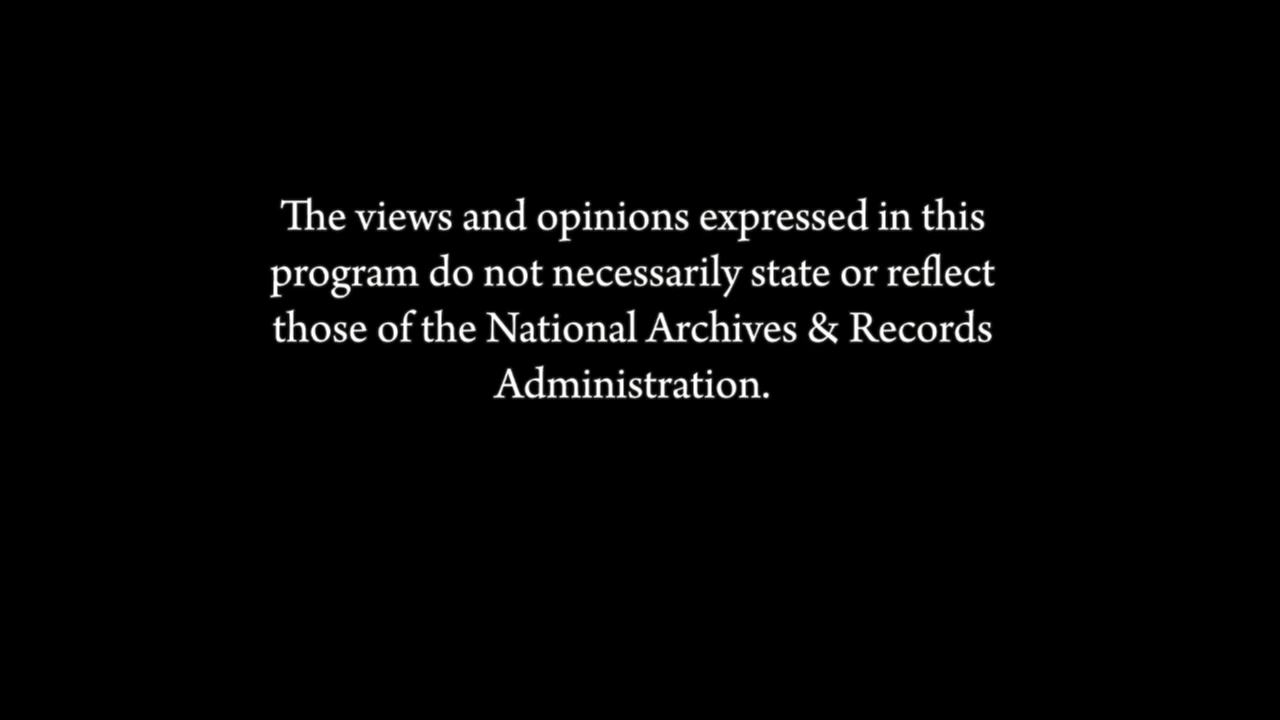 The views and opinions expressed in this
program do not necessarily state or reflect
those of the National Archives & Records
Administration.